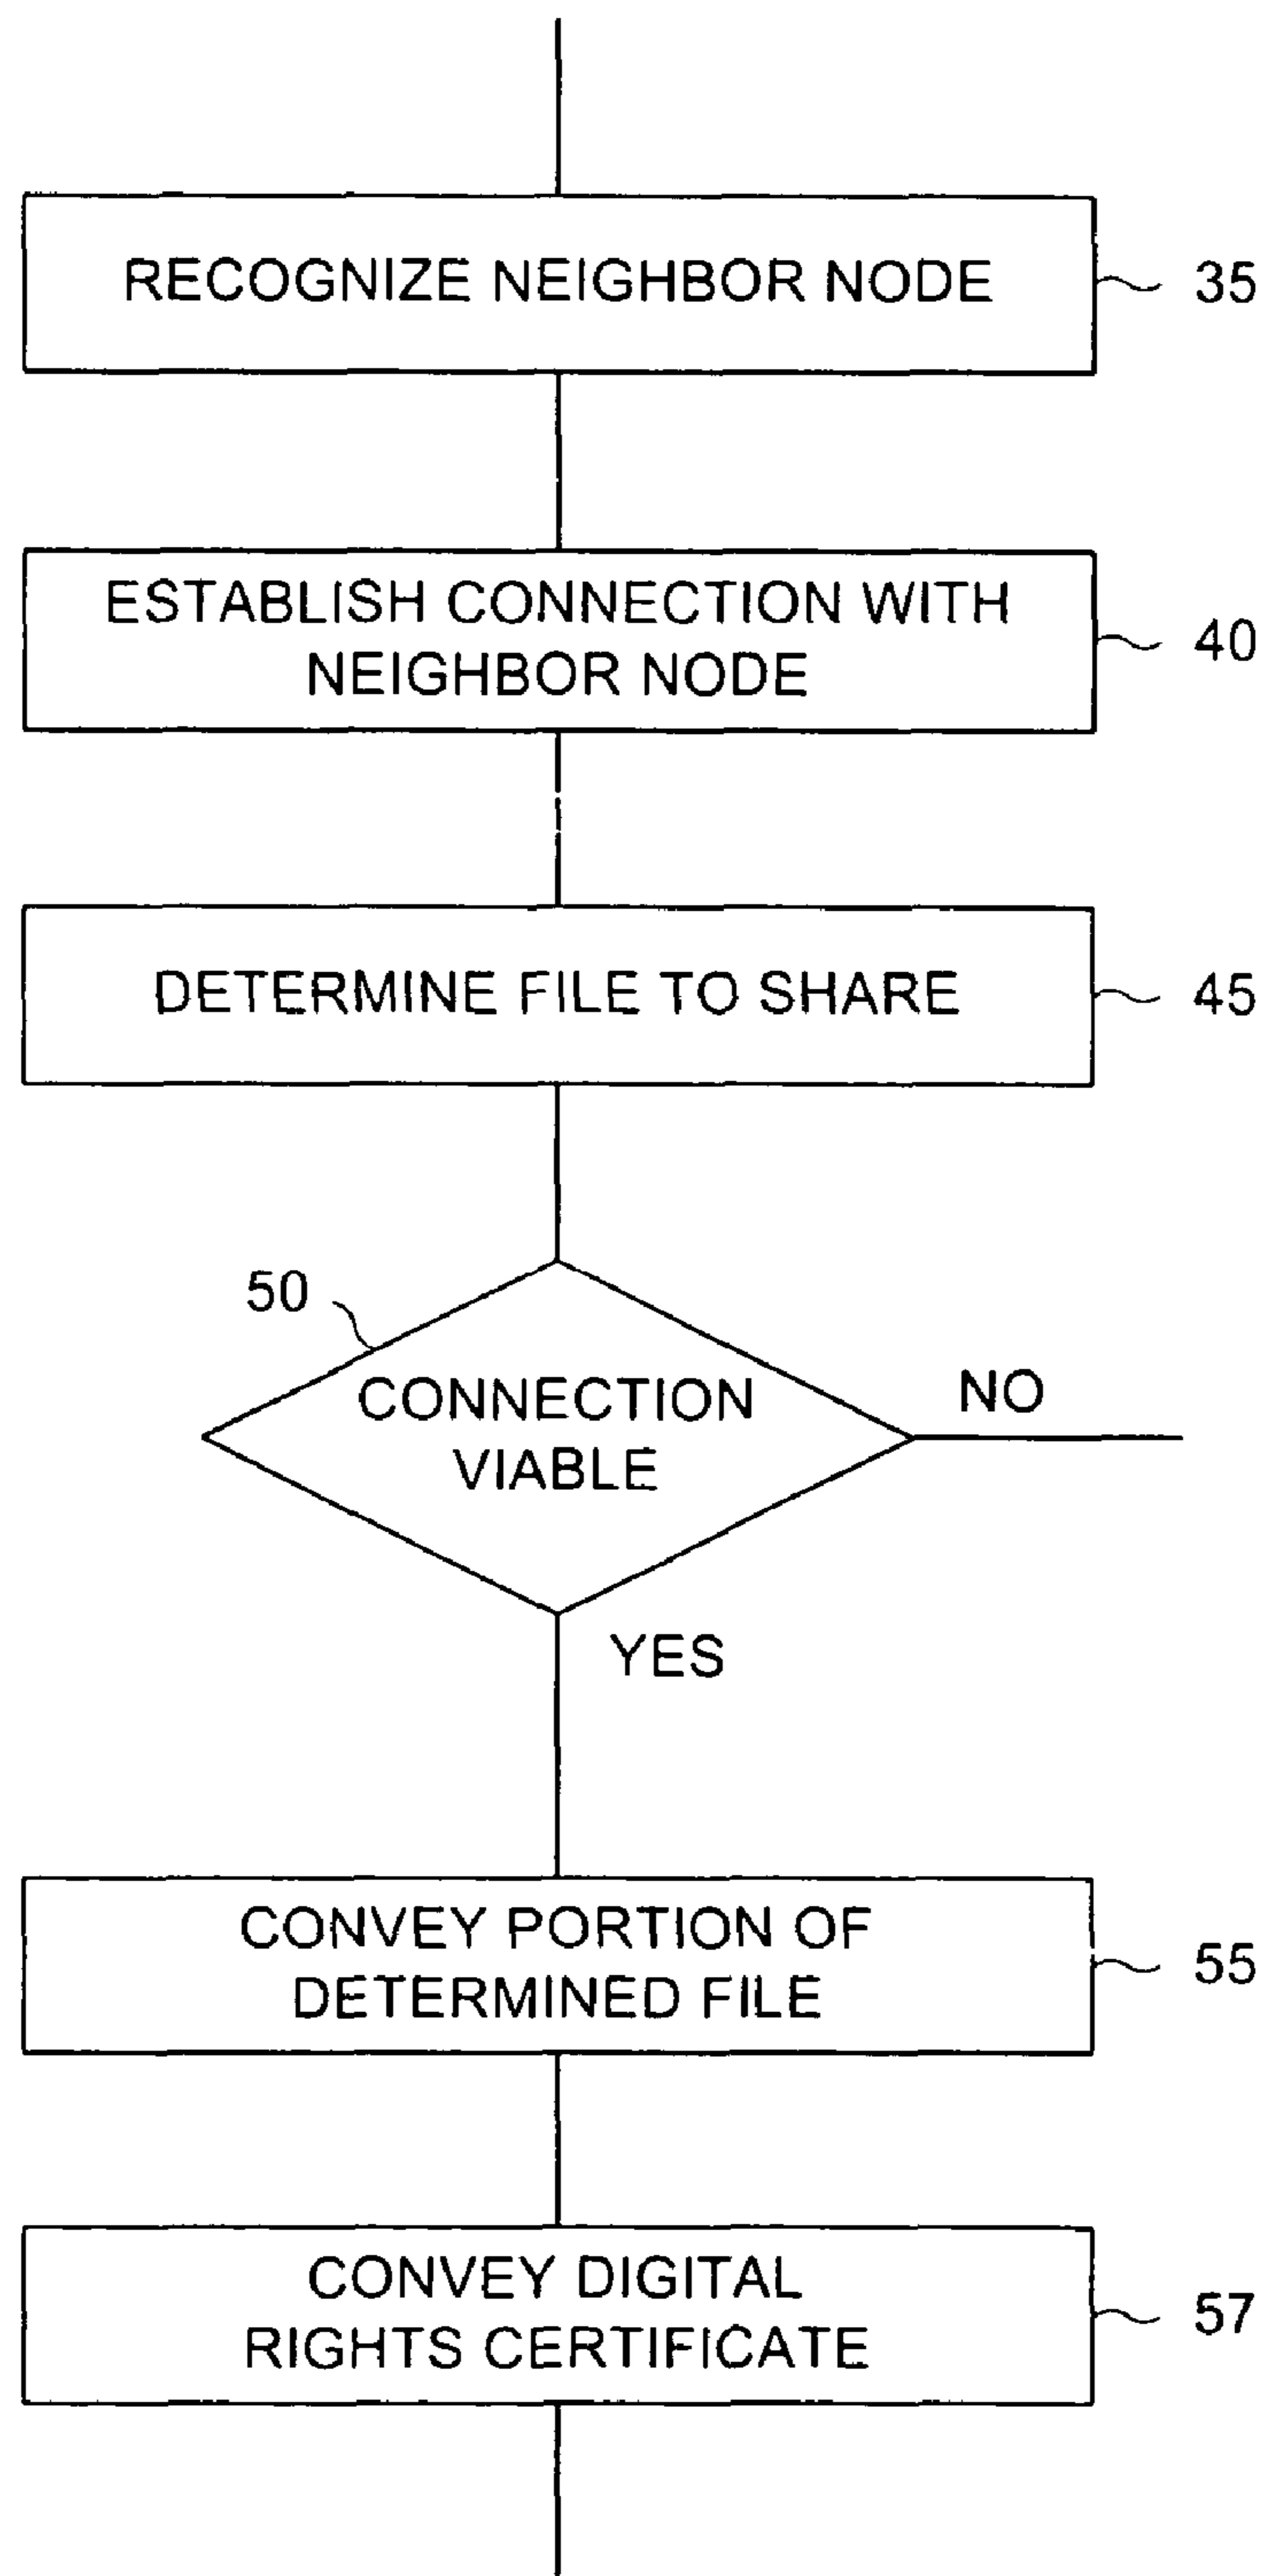 RECOGNIZE NEIGHBOR NODE
35
ESTABLISH CONNECTION WITH
NEIGHBOR NODE
40
DETERMINE FILE TO SHARE
45
50
CONNECTION
VIABLE
NO
YES
CONVEY PORTION OF
DETERMINED FILE
55
CONVEY DIGITAL
RIGHTS CERTIFICATE
57